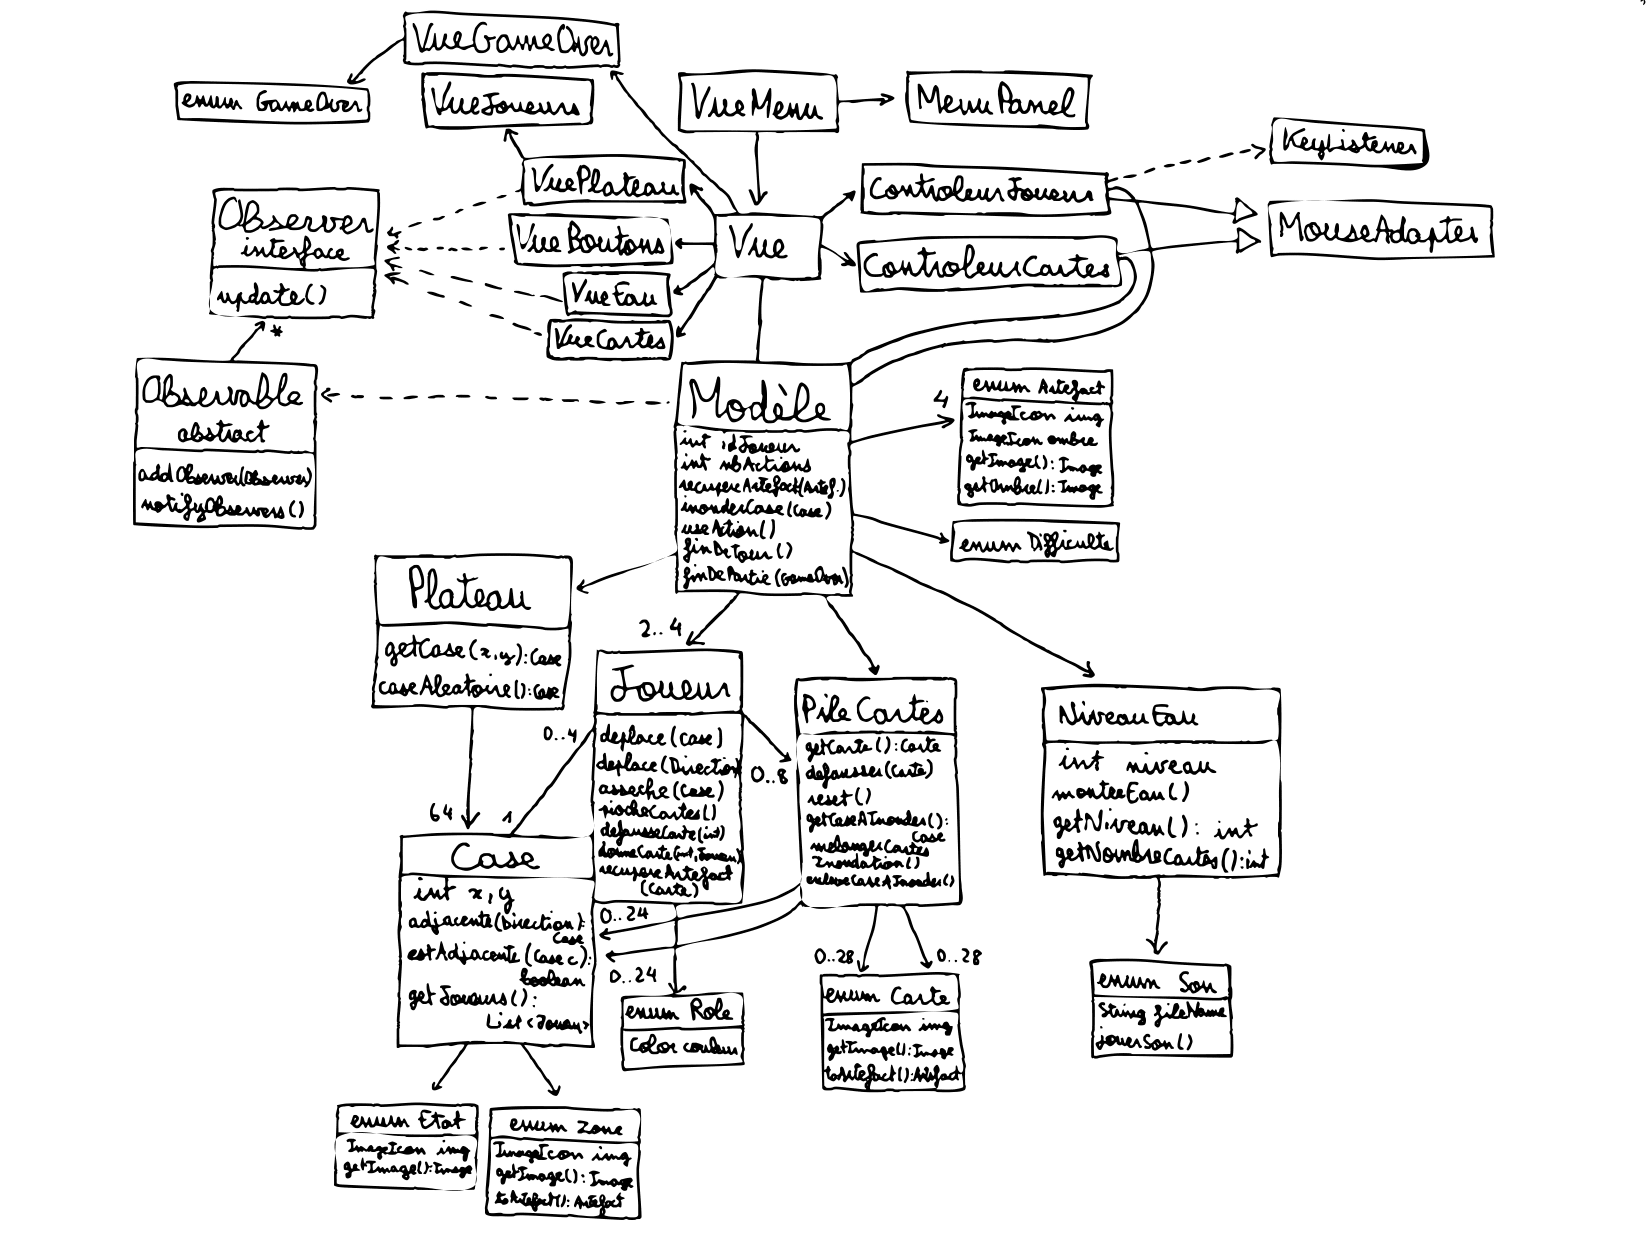 VueGameOver
enum GameOver
VueJoueurs
VueMenu
MenuPanel
KeyListener
VuePlateau
ControleurJoueurs
MouseAdapter
Observer
interface
update()
VueBoutons
Vue
ControleurCartes
VueEau
VueCartes
*
Observable
abstract
addObserver(Observer)
notifyObservers()
Modèle
int idJoueur
int nbActions
recupereArtefact(Artef.)
inonderCase(Case)
useAction()
finDeTour()
finDePartie(GameOver)
4
enum Artefact
ImageIcon img
ImageIcon ombre
getImage(): Image
getOmbre(): Image
enum Difficulte
Plateau
getCase(x,y): Case
caseAleatoire(): Case
2..4
Joueur
deplace(Case)
deplace(Direction)
asseche(Case)
piocheCartes()
defausseCarte(int)
donneCarte(int, Joueur)
recupereArtefact
(Carte)
0..4
1
64
0..8
PileCartes
getCarte(): Carte
defausser(Carte)
reset()
getCaseAInonder():
Case
melangerCartes
Inondation()
enleveCaseAInonder()
NiveauEau
int niveau
monteeEau()
getNiveau(): int
getNombreCartes(): int
Case
int x, y
adjacente(Direction):
Case
estAdjacente(Case c):
boolean
getJoueurs():
List<Joueur>
0..24
0..24
enum Role
Color couleur
0..28
0..28
enum Carte
ImageIcon img
getImage(): Image
toArtefact(): Artefact
enum Son
String fileName
jouerSon()
enum Etat
ImageIcon img
getImage(): Image
enum Zone
ImageIcon img
getImage(): Image
toArtefact(): Artefact